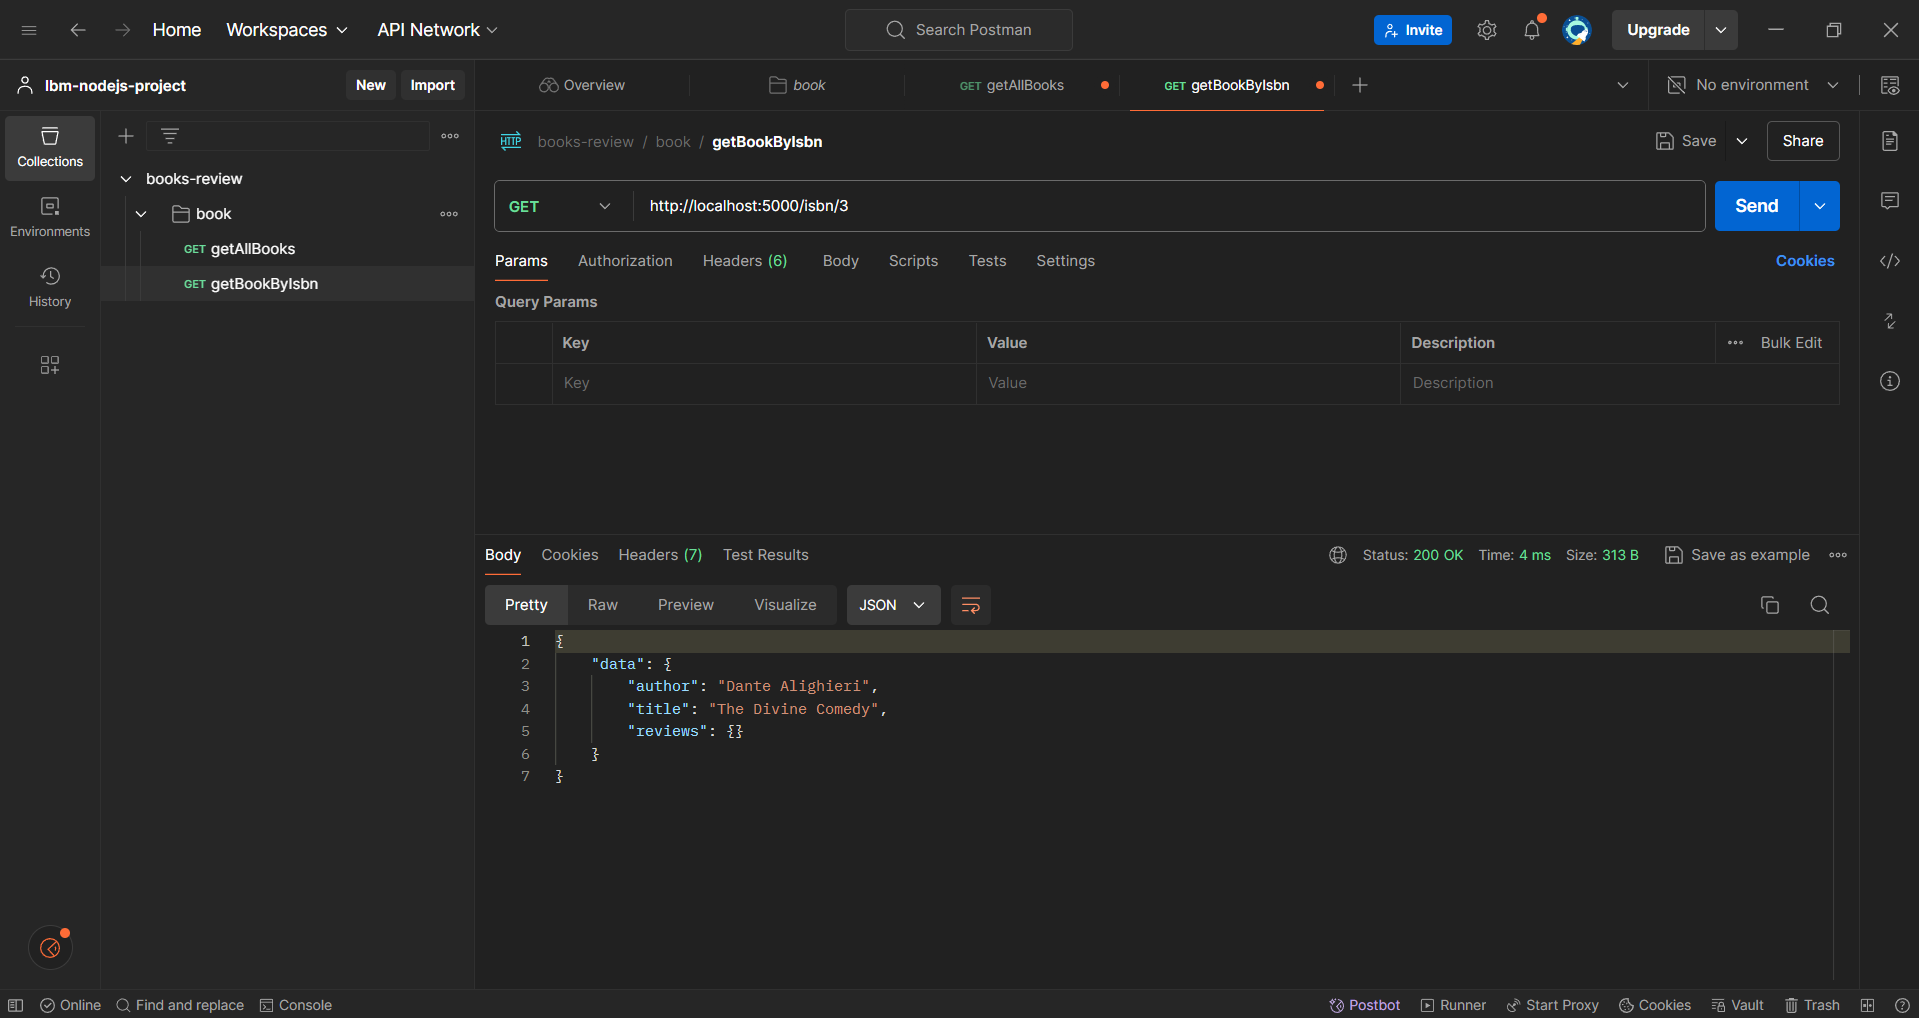 Home Workspaces API Network Search Postman Invite Upgrade
Ibm-nodejs-project New Import Overview book GET getAllBooks GET getBookByIsbn No environment
Collections
Environments
History
books-review
book
GET getAllBooks
GET getBookByIsbn
HTTP books-review / book / getBookByIsbn Save Share
GET http://localhost:5000/isbn/3 Send
Params Authorization Headers (6) Body Scripts Tests Settings Cookies
Query Params
Key Value Description Bulk Edit
Key Value Description
Body Cookies Headers (7) Test Results Status: 200 OK Time: 4 ms Size: 313 B Save as example
Pretty Raw Preview Visualize JSON
1 {
2 "data": {
3 "author": "Dante Alighieri",
4 "title": "The Divine Comedy",
5 "reviews": {}
6 }
7 }
Online Find and replace Console Postbot Runner Start Proxy Cookies Vault Trash